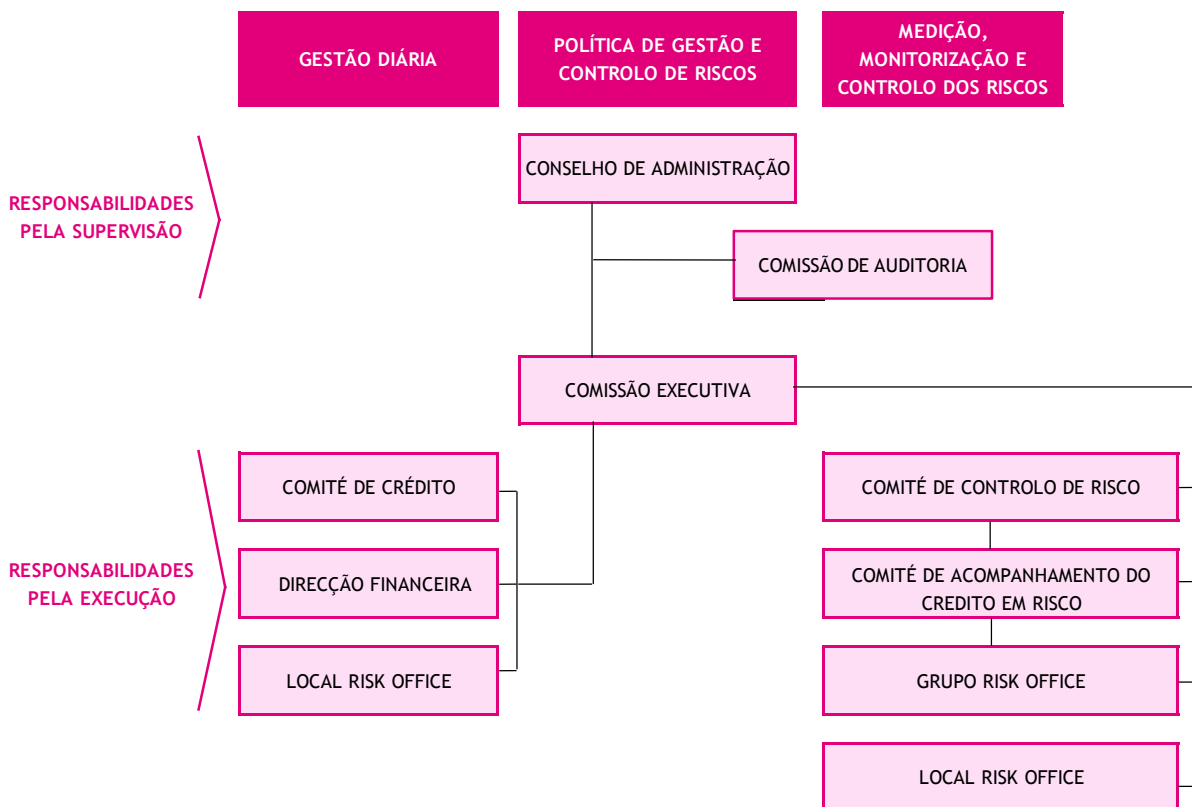 GESTÃO DIÁRIA
POLÍTICA DE GESTÃO E
CONTROLO DE RISCOS
MEDIÇÃO,
MONITORIZAÇÃO E
CONTROLO DOS RISCOS
RESPONSABILIDADES
PELA SUPERVISÃO
CONSELHO DE ADMINISTRAÇÃO
COMISSÃO DE AUDITORIA
COMISSÃO EXECUTIVA
RESPONSABILIDADES
PELA EXECUÇÃO
COMITÉ DE CRÉDITO
DIRECÇÃO FINANCEIRA
LOCAL RISK OFFICE
COMITÉ DE CONTROLO DE RISCO
COMITÉ DE ACOMPANHAMENTO DO
CREDITO EM RISCO
GRUPO RISK OFFICE
LOCAL RISK OFFICE